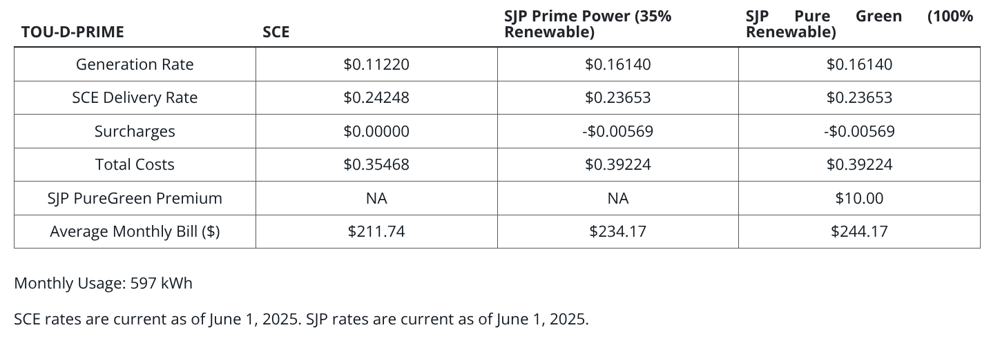 TOU-D-PRIME SCE SJP Prime Power (35% Renewable) SJP Pure Green (100% Renewable)
Generation Rate $0.11220 $0.16140 $0.16140
SCE Delivery Rate $0.24248 $0.23653 $0.23653
Surcharges $0.00000 -$0.00569 -$0.00569
Total Costs $0.35468 $0.39224 $0.39224
SJP PureGreen Premium NA NA $10.00
Average Monthly Bill ($) $211.74 $234.17 $244.17
Monthly Usage: 597 kWh
SCE rates are current as of June 1, 2025. SJP rates are current as of June 1, 2025.